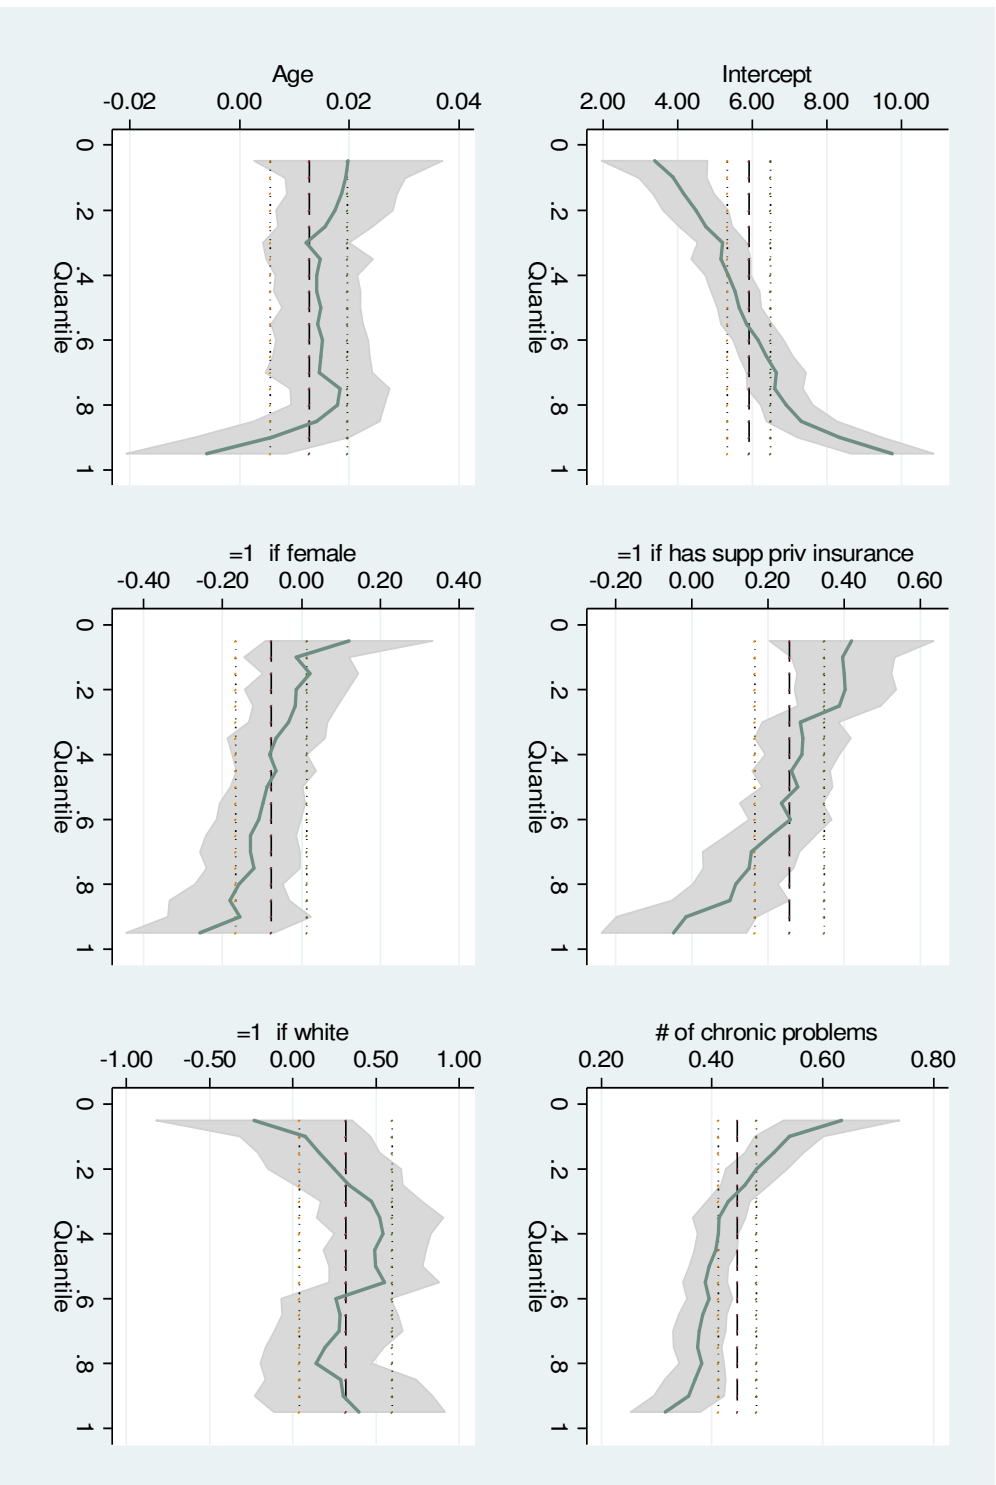 Age
-0.02 0.00 0.02 0.04
0 .2 .4 .6 .8 1
Quantile
Intercept
2.00 4.00 6.00 8.00 10.00
0 .2 .4 .6 .8 1
Quantile
=1 if female
-0.40 -0.20 0.00 0.20 0.40
0 .2 .4 .6 .8 1
Quantile
=1 if has supp priv insurance
-0.20 0.00 0.20 0.40 0.60
0 .2 .4 .6 .8 1
Quantile
=1 if white
-1.00 -0.50 0.00 0.50 1.00
0 .2 .4 .6 .8 1
Quantile
# of chronic problems
0.20 0.40 0.60 0.80
0 .2 .4 .6 .8 1
Quantile